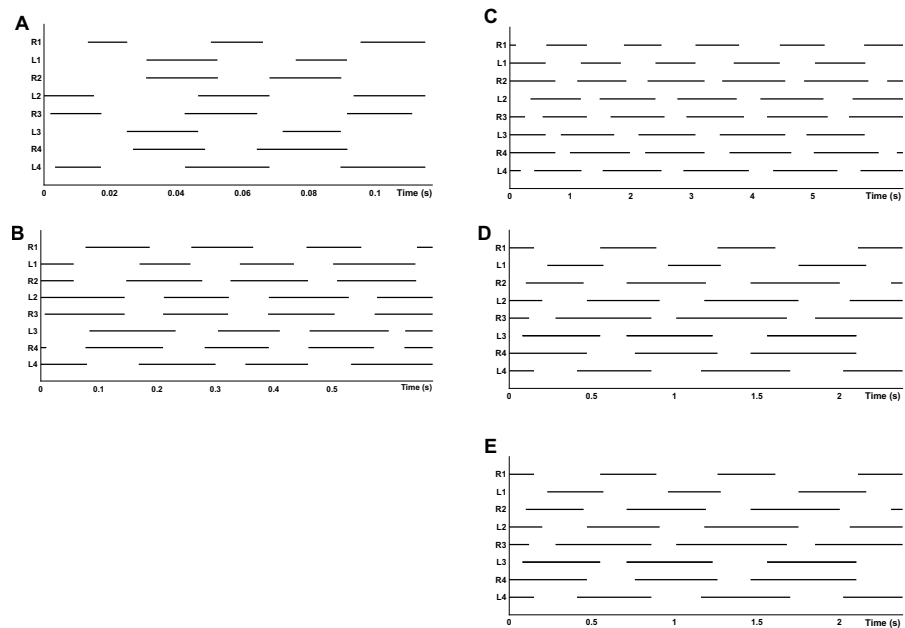 A
R1
L1
R2
L2
R3
L3
R4
L4
0 0.02 0.04 0.06 0.08 0.1 Time (s)
B
R1
L1
R2
L2
R3
L3
R4
L4
0 0.1 0.2 0.3 0.4 0.5 Time (s)
C
R1
L1
R2
L2
R3
L3
R4
L4
0 1 2 3 4 5 Time (s)
D
R1
L1
R2
L2
R3
L3
R4
L4
0 0.5 1 1.5 2 Time (s)
E
R1
L1
R2
L2
R3
L3
R4
L4
0 0.5 1 1.5 2 Time (s)